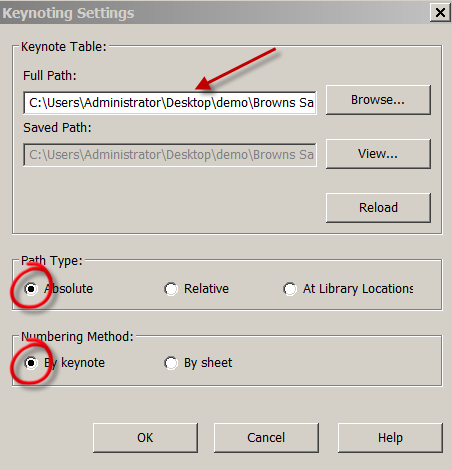 Keynoting Settings
Keynote Table:
Full Path:
C:\Users\Administrator\Desktop\demo\Browns Sa
Browse...
Saved Path:
C:\Users\Administrator\Desktop\demo\Browns Sa
View...
Reload
Path Type:
Absolute Relative At Library Locations
Numbering Method:
By keynote By sheet
OK Cancel Help